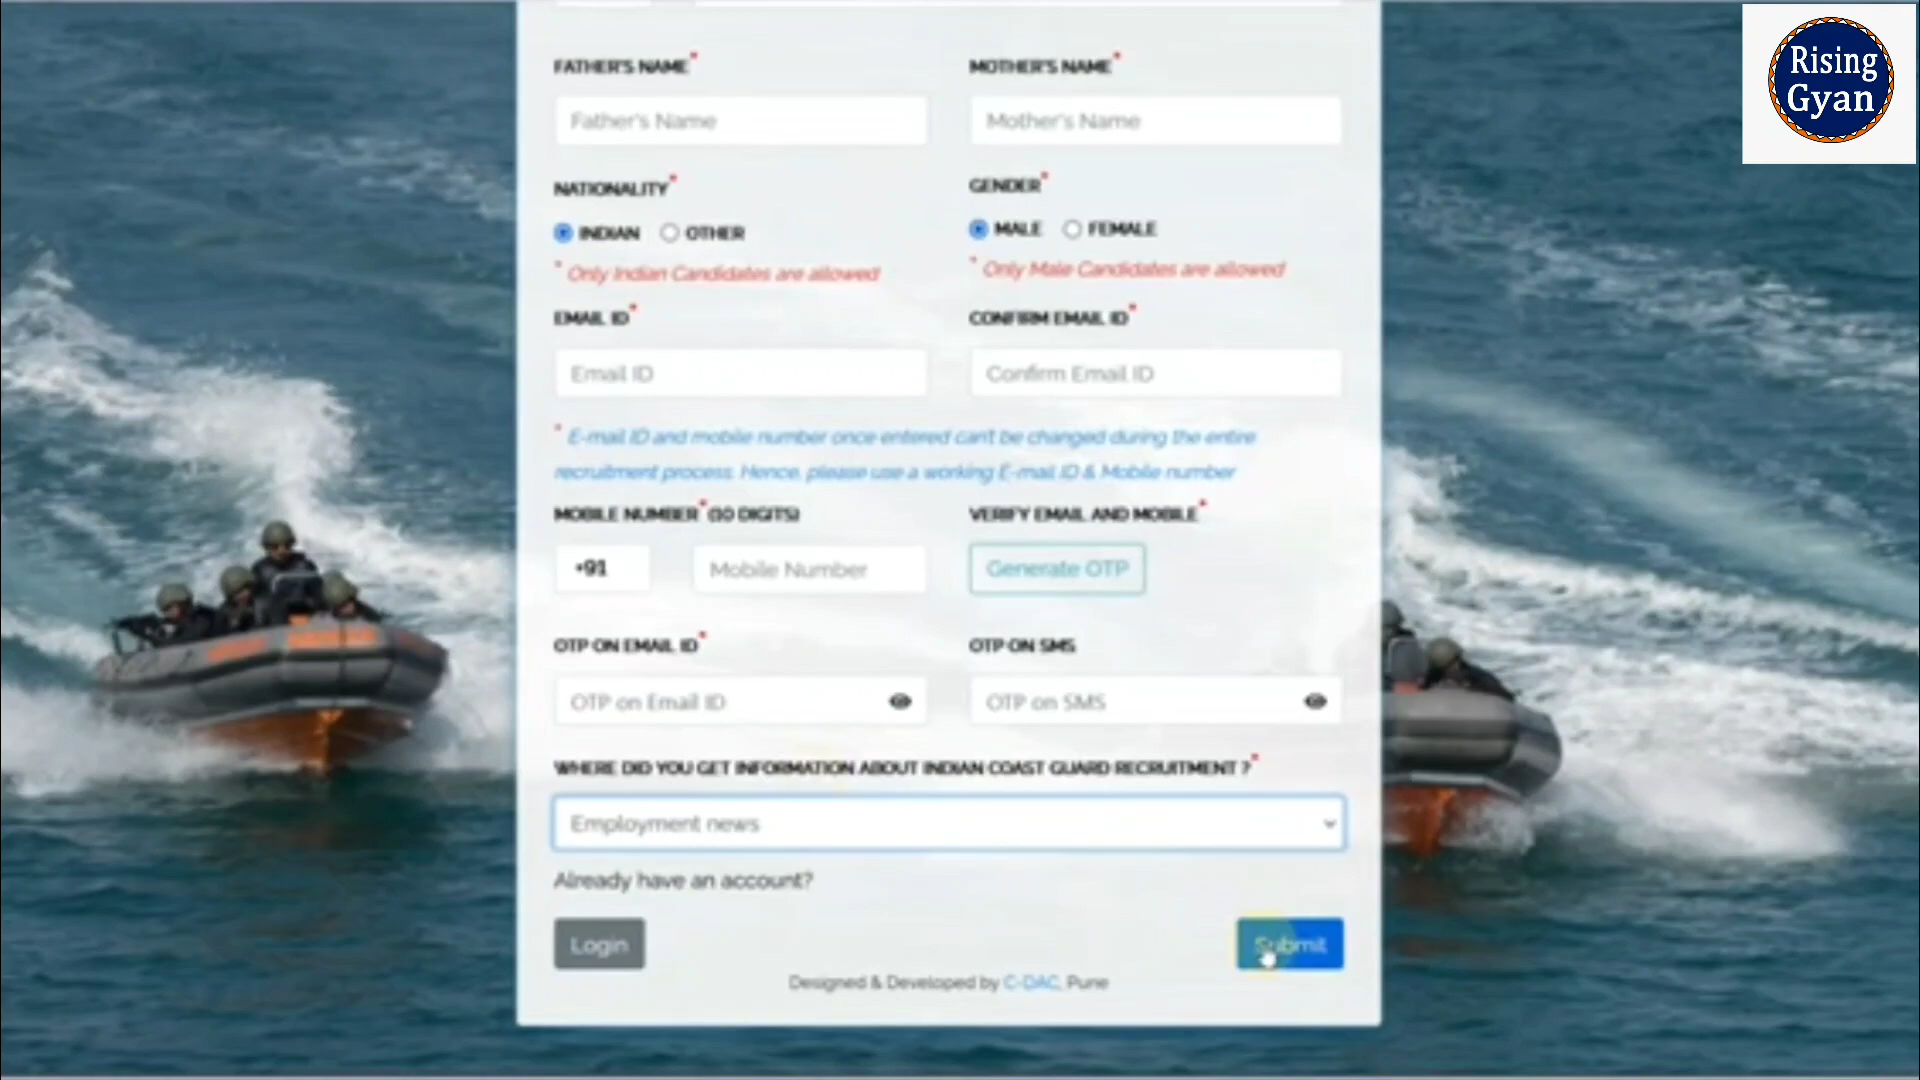 Rising
Gyan
FATHER'S NAME* MOTHER'S NAME*
Father's Name Mother's Name
NATIONALITY* GENDER*
INDIAN OTHER MALE FEMALE
* Only Indian Candidates are allowed * Only Male Candidates are allowed
EMAIL ID* CONFIRM EMAIL ID*
Email ID Confirm Email ID
* E-mail ID and mobile number once entered can't be changed during the entire
recruitment process. Hence, please use a working E-mail ID & Mobile number
MOBILE NUMBER* (10 DIGITS) VERIFY EMAIL AND MOBILE*
+91 Mobile Number Generate OTP
OTP ON EMAIL ID* OTP ON SMS
OTP on Email ID OTP on SMS
WHERE DID YOU GET INFORMATION ABOUT INDIAN COAST GUARD RECRUITMENT ?*
Employment news
Already have an account?
Login Submit
Designed & Developed by C-DAC, Pune